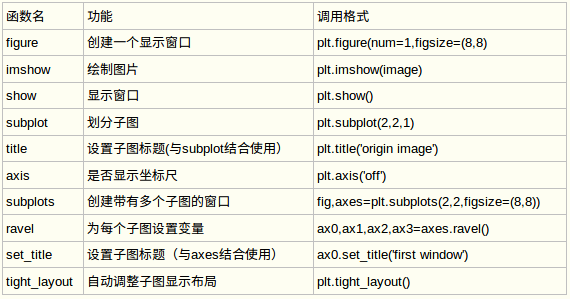 函数名 功能 调用格式
figure 创建一个显示窗口 plt.figure(num=1,figsize=(8,8)
imshow 绘制图片 plt.imshow(image)
show 显示窗口 plt.show()
subplot 划分子图 plt.subplot(2,2,1)
title 设置子图标题(与subplot结合使用） plt.title('origin image')
axis 是否显示坐标尺 plt.axis('off')
subplots 创建带有多个子图的窗口 fig,axes=plt.subplots(2,2,figsize=(8,8))
ravel 为每个子图设置变量 ax0,ax1,ax2,ax3=axes.ravel()
set_title 设置子图标题（与axes结合使用） ax0.set_title('first window')
tight_layout 自动调整子图显示布局 plt.tight_layout()